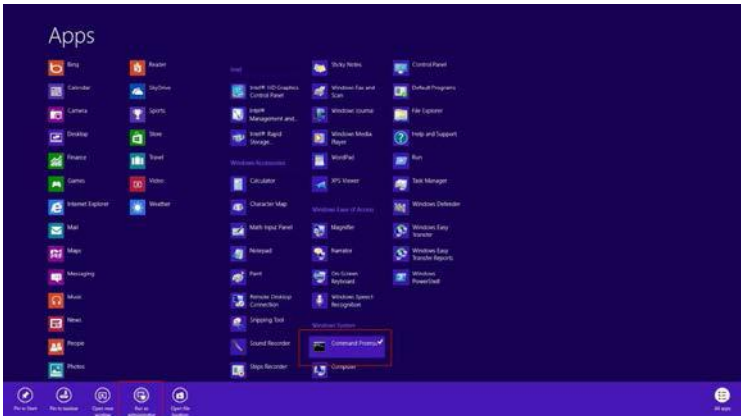 Apps
Bing
Calendar
Camera
Desktop
Finance
Games
Internet Explorer
Mail
Maps
Messaging
Music
News
People
Photos
Reader
SkyDrive
Sports
Store
Travel
Video
Weather
Intel
Intel® HD Graphics
Control Panel
Intel®
Management and...
Intel® Rapid
Storage...
Windows Accessories
Calculator
Character Map
Math Input Panel
Notepad
Paint
Remote Desktop
Connection
Snipping Tool
Sound Recorder
Steps Recorder
Sticky Notes
Windows Fax and
Scan
Windows Journal
Windows Media
Player
WordPad
XPS Viewer
Windows Ease of Access
Magnifier
Narrator
On-Screen
Keyboard
Windows Speech
Recognition
Windows System
Command Prompt
Computer
Control Panel
Default Programs
File Explorer
Help and Support
Run
Task Manager
Windows Defender
Windows Easy
Transfer
Windows Easy
Transfer Reports
Windows
PowerShell
Pin to Start
Pin to taskbar
Open new
window
Run as
administrator
Open file
location
All apps